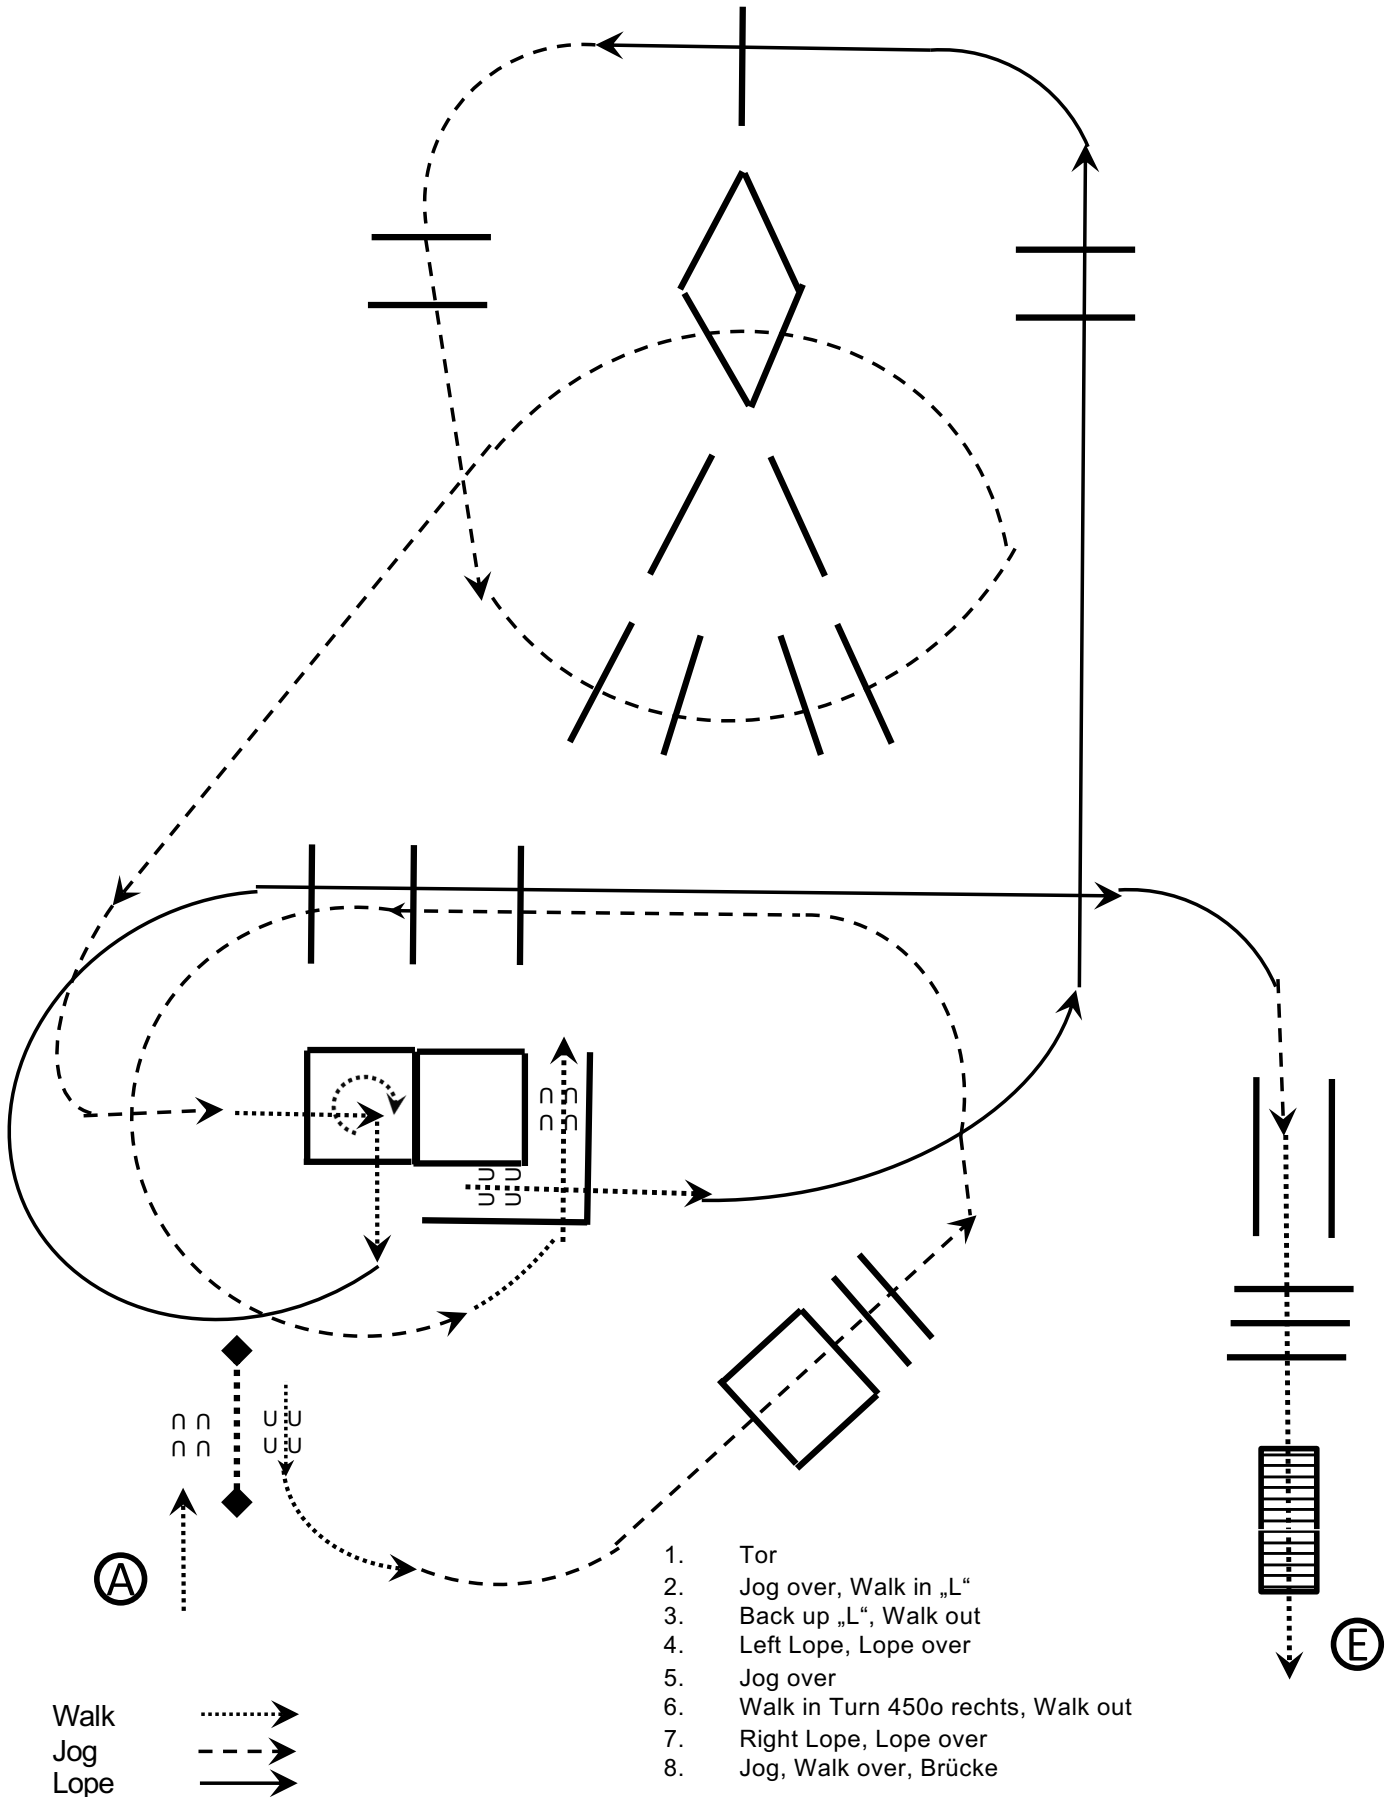 A
1. Tor
2. Jog over, Walk in „L“
3. Back up „L“, Walk out
4. Left Lope, Lope over
5. Jog over
6. Walk in Turn 450o rechts, Walk out
7. Right Lope, Lope over
8. Jog, Walk over, Brücke
E
Walk
Jog
Lope